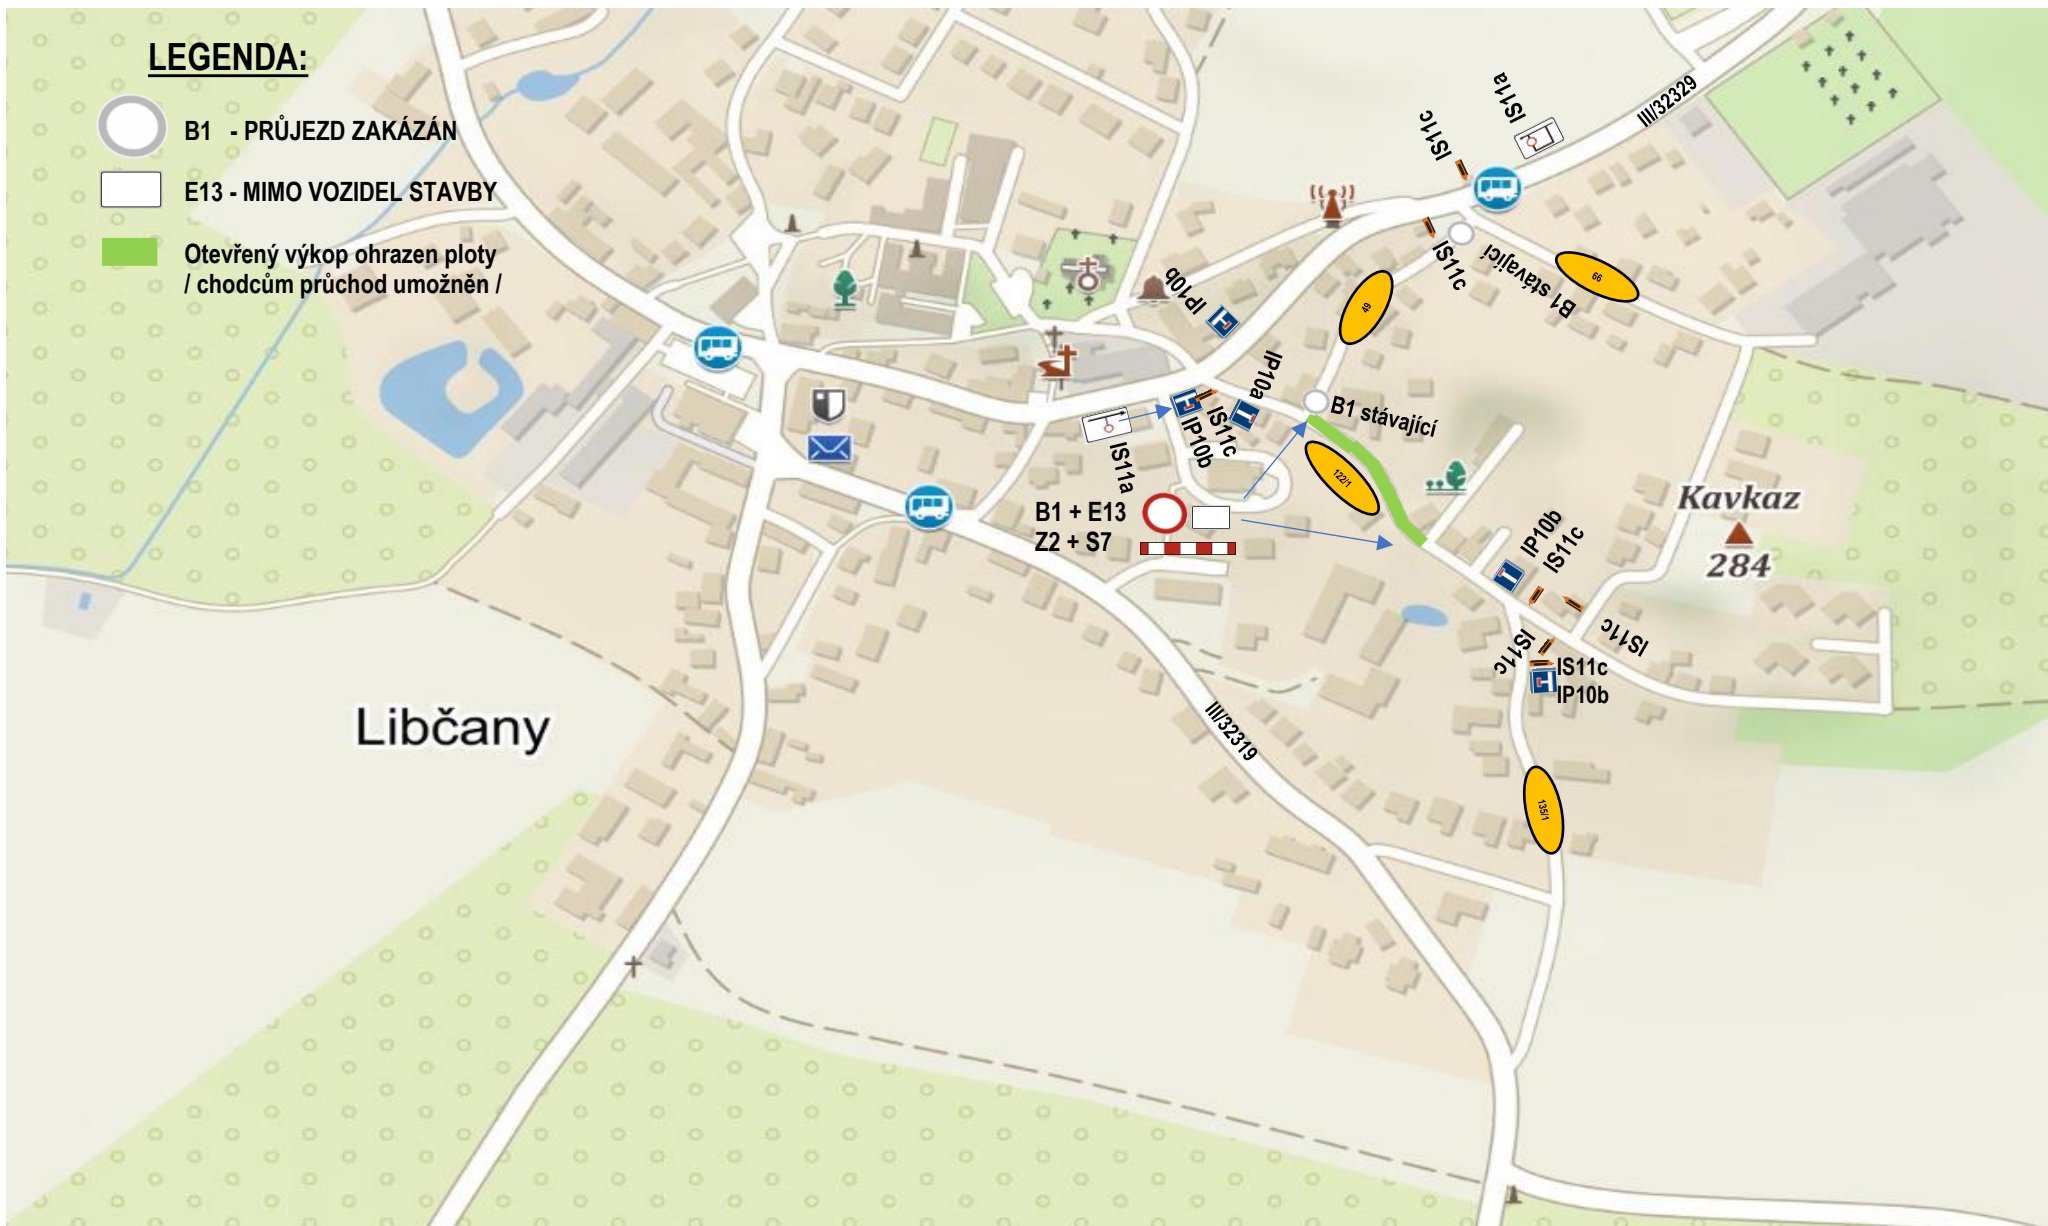 LEGENDA:
B1 - PRŮJEZD ZAKÁZÁN
E13 - MIMO VOZIDEL STAVBY
Otevřený výkop ohrazen ploty
/ chodcům průchod umožněn /
IS11a
III/32329
IS11c
IS11c
B1 stávající
66
49
IP10b
IP10a
B1 stávající
IS11c
IP10b
IS11a
122/1
B1 + E13
Z2 + S7
Kavkaz
284
IP10b
IS11c
IS11c
IS11c
IS11c
IP10b
Libčany
III/32319
135/1